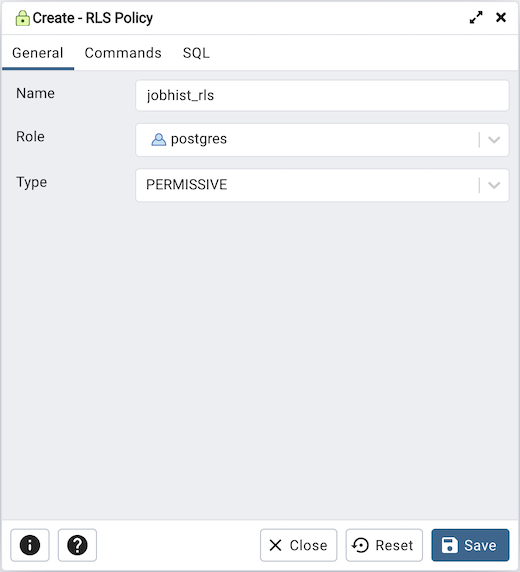 Create - RLS Policy
General Commands SQL
Name jobhist_rls
Role postgres
Type PERMISSIVE
Close Reset Save